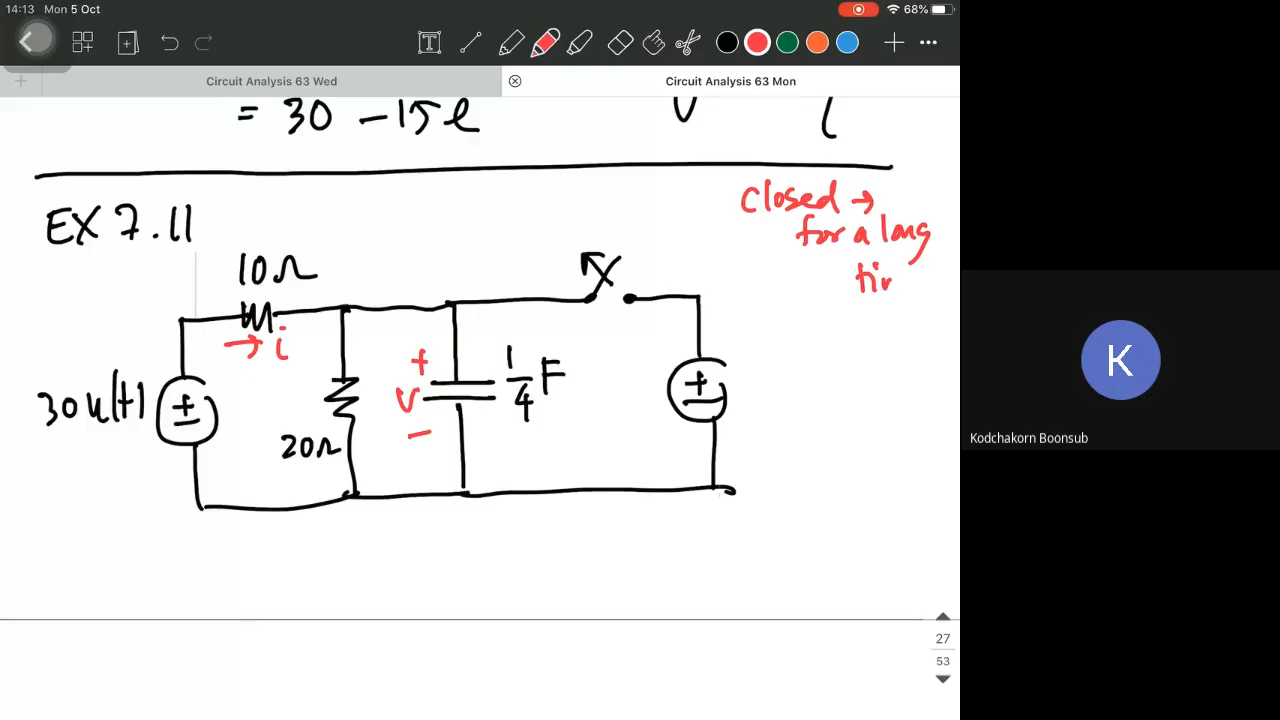 14:13 Mon 5 Oct
68%
Circuit Analysis 63 Wed
Circuit Analysis 63 Mon
= 30 - 15e
V
closed →
for a long
EX 7.11
10Ω
→ i
30u(t)
+
-
20Ω
+
V
-
1/4 F
+
-
27
53
K
Kodchakorn Boonsub